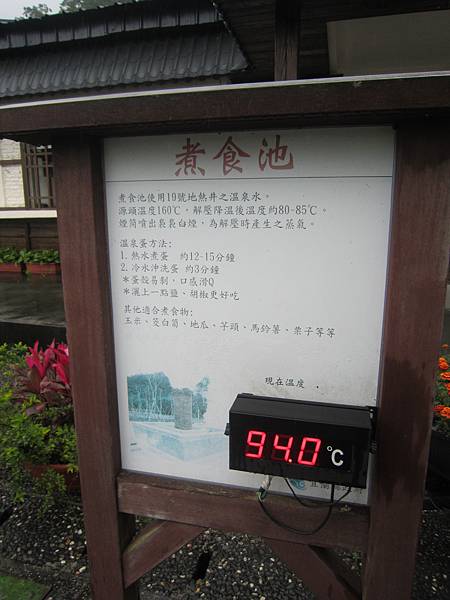 煮食池
煮食池使用19號地熱井之溫泉水。
源頭溫度160℃，解壓降溫後溫度約80-85℃。
煙筒噴出裊裊白煙，為解壓時產生之蒸氣。
溫泉蛋方法:
1. 熱水煮蛋 約12-15分鐘
2. 冷水沖洗蛋 約3分鐘
＊蛋殼易剝，口感滑Q
＊灑上一點鹽、胡椒更好吃
其他適合煮食物:
玉米、茭白筍、地瓜、芋頭、馬鈴薯、栗子等等
現在溫度
94.0 °C
宜蘭